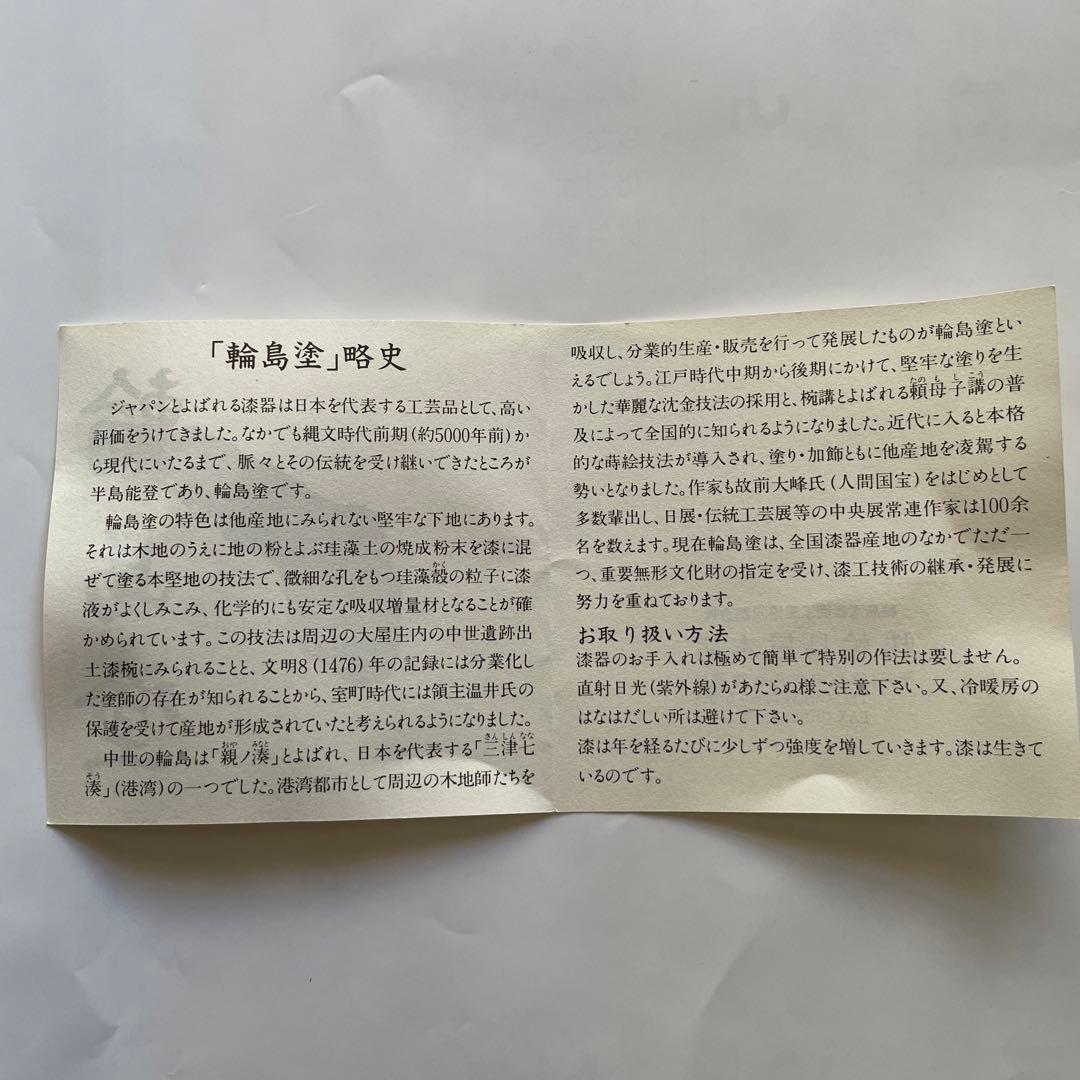 「輪島塗」略史
ジャパンとよばれる漆器は日本を代表する工芸品として、高い
評価をうけてきました。なかでも縄文時代前期(約5000年前)か
ら現代にいたるまで、脈々とその伝統を受け継いできたところが
半島能登であり、輪島塗です。
輪島塗の特色は他産地にみられない堅牢な下地にあります。
それは木地のうえに地の粉とよぶ珪藻土の焼成粉末を漆に混
ぜて塗る本堅地の技法で、微細な孔をもつ珪藻殻の粒子に漆
液がよくしみこみ、化学的にも安定な吸収増量材となることが確
かめられています。この技法は周辺の大屋庄内の中世遺跡出
土漆椀にみられることと、文明8(1476)年の記録には分業化し
た塗師の存在が知られることから、室町時代には領主温井氏の
保護を受けて産地が形成されていたと考えられるようになりました。
中世の輪島は「親ノ湊」とよばれ、日本を代表する「三津七
湊」(港湾)の一つでした。港湾都市として周辺の木地師たちを
吸収し、分業的生産・販売を行って発展したものが輪島塗とい
えるでしょう。江戸時代中期から後期にかけて、堅牢な塗りを生
かした華麗な沈金技法の採用と、椀講とよばれる頼母子講の普
及によって全国的に知られるようになりました。近代に入ると本格
的な蒔絵技法が導入され、塗り・加飾ともに他産地を凌駕する
勢いとなりました。作家も故前大峰氏(人間国宝)をはじめとして
多数輩出し、日展・伝統工芸展等の中央展常連作家は100余
名を数えます。現在輪島塗は、全国漆器産地のなかでただ一
つ、重要無形文化財の指定を受け、漆工技術の継承・発展に
努力を重ねております。
お取り扱い方法
漆器のお手入れは極めて簡単で特別の作法は要しません。
直射日光(紫外線)があたらぬ様ご注意下さい。又、冷暖房の
はなはだしい所は避けて下さい。
漆は年を経るたびに少しずつ強度を増していきます。漆は生きて
いるのです。